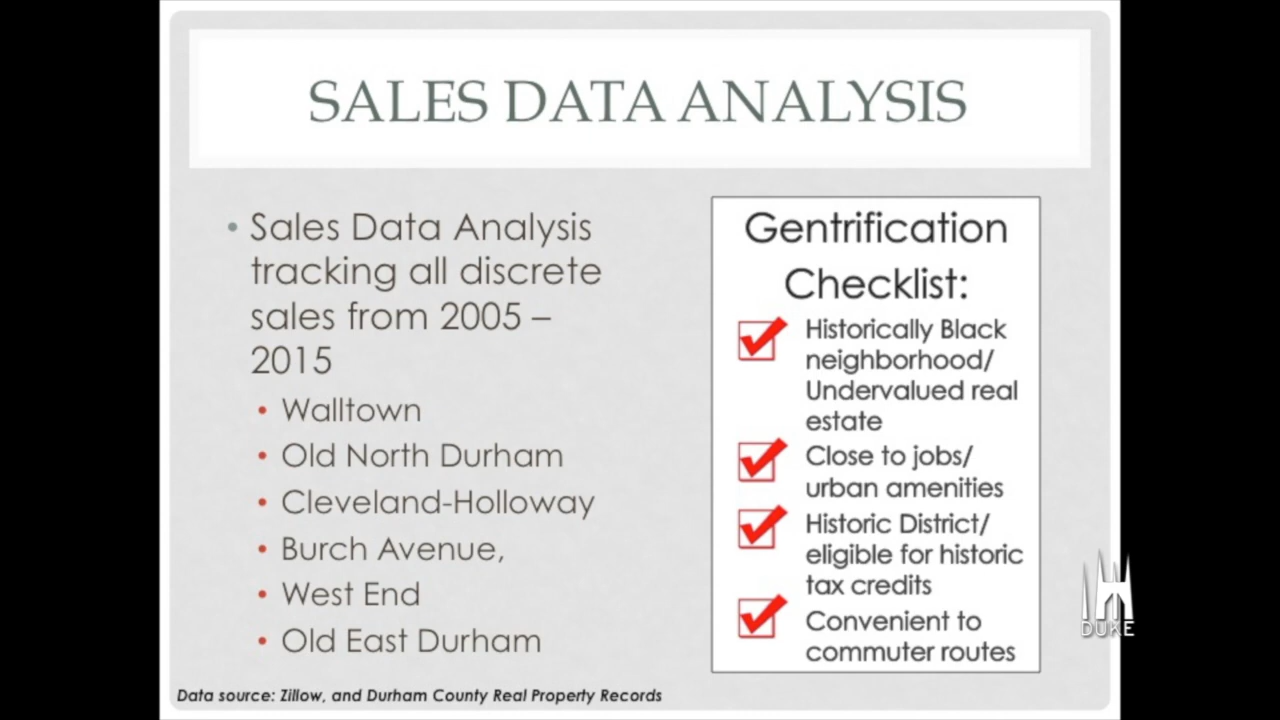 SALES DATA ANALYSIS
• Sales Data Analysis
tracking all discrete
sales from 2005 –
2015
• Walltown
• Old North Durham
• Cleveland-Holloway
• Burch Avenue,
• West End
• Old East Durham
Gentrification
Checklist:
Historically Black
neighborhood/
Undervalued real
estate
Close to jobs/
urban amenities
Historic District/
eligible for historic
tax credits
Convenient to
commuter routes
Data source: Zillow, and Durham County Real Property Records
DUKE